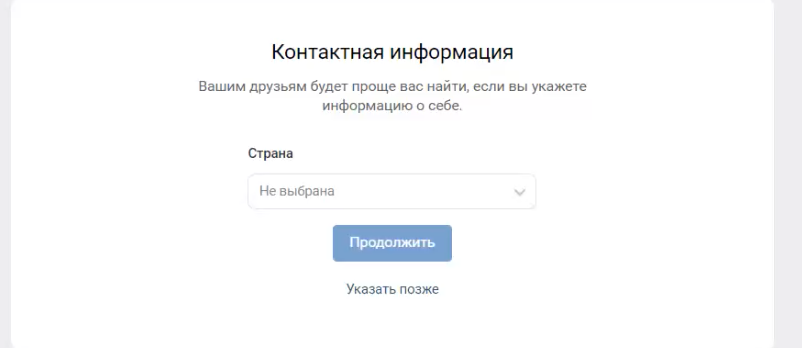 Контактная информация
Вашим друзьям будет проще вас найти, если вы укажете
информацию о себе.
Страна
Не выбрана
Продолжить
Указать позже